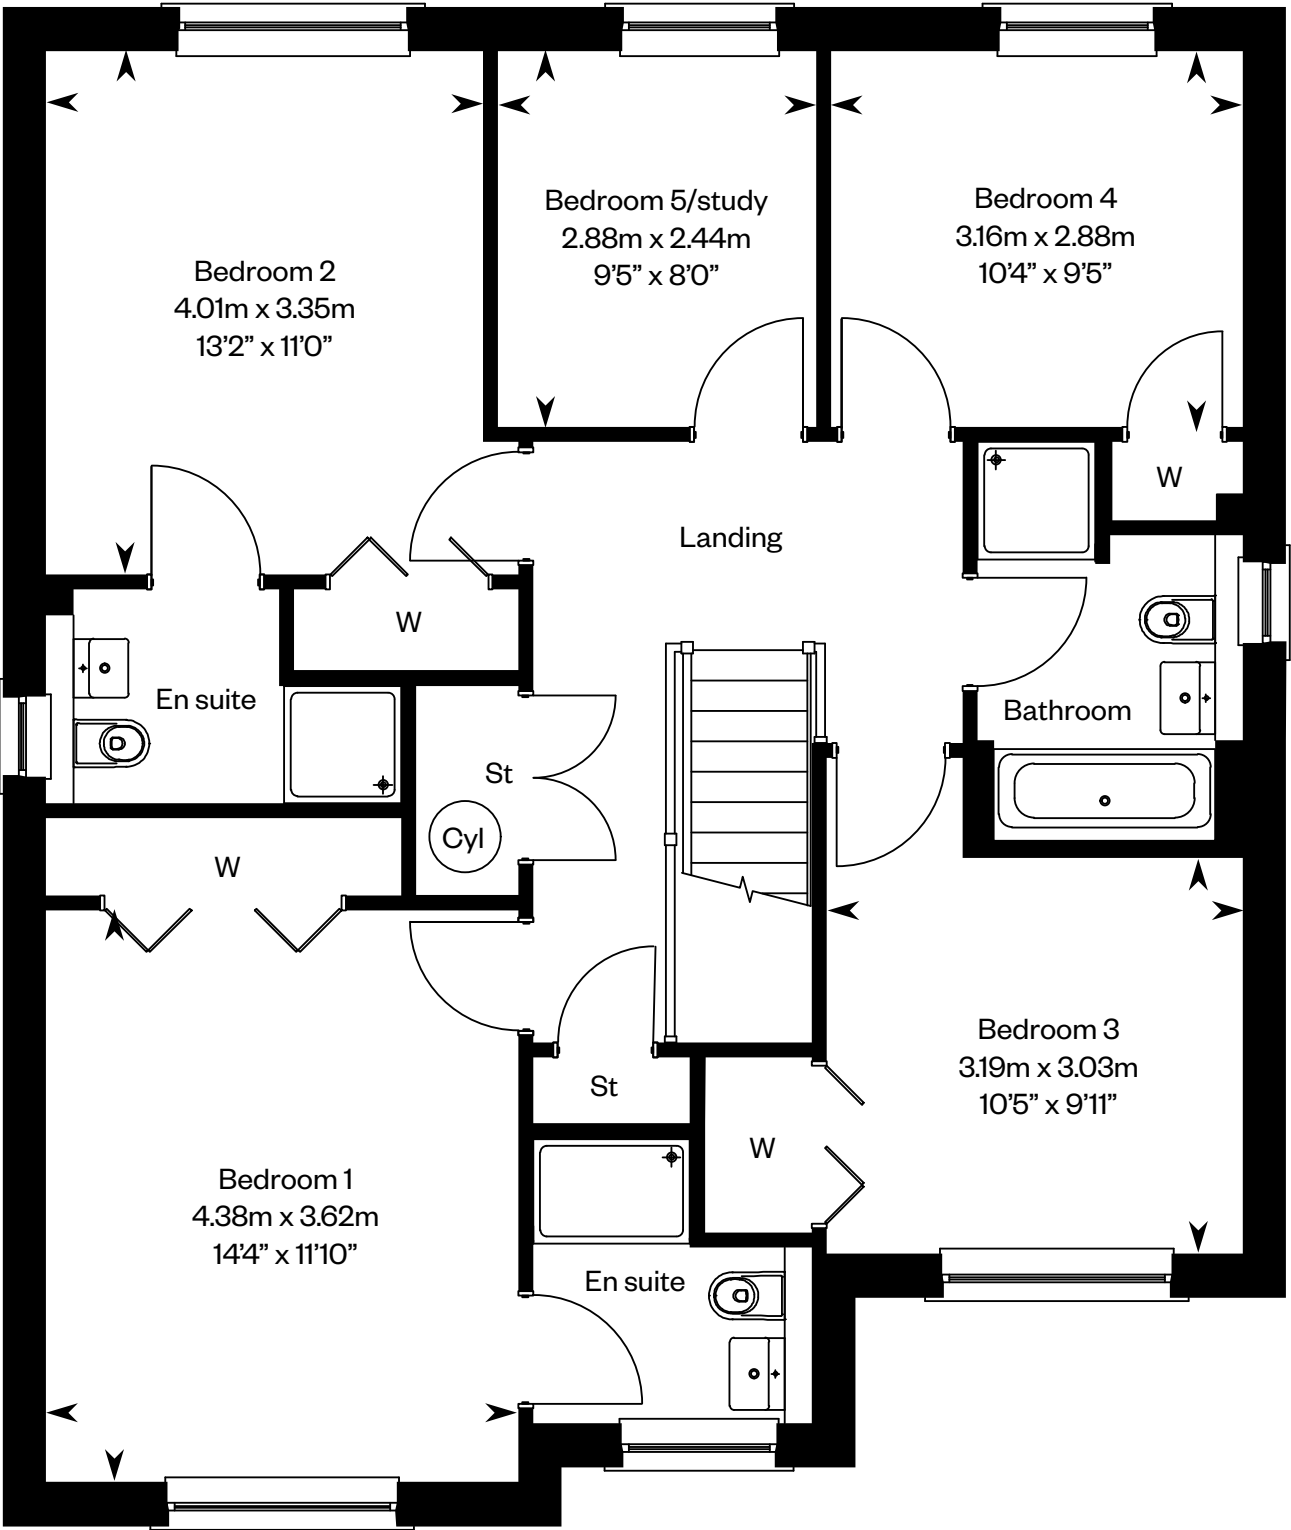 Bedroom 5/study
2.88m x 2.44m
9’5” x 8’0”
Bedroom 4
3.16m x 2.88m
10’4” x 9’5”
Bedroom 2
4.01m x 3.35m
13’2” x 11’0”
W
Landing
W
En suite
Bathroom
St
Cyl
W
Bedroom 3
3.19m x 3.03m
10’5” x 9’11”
St
W
Bedroom 1
4.38m x 3.62m
14’4” x 11’10”
En suite